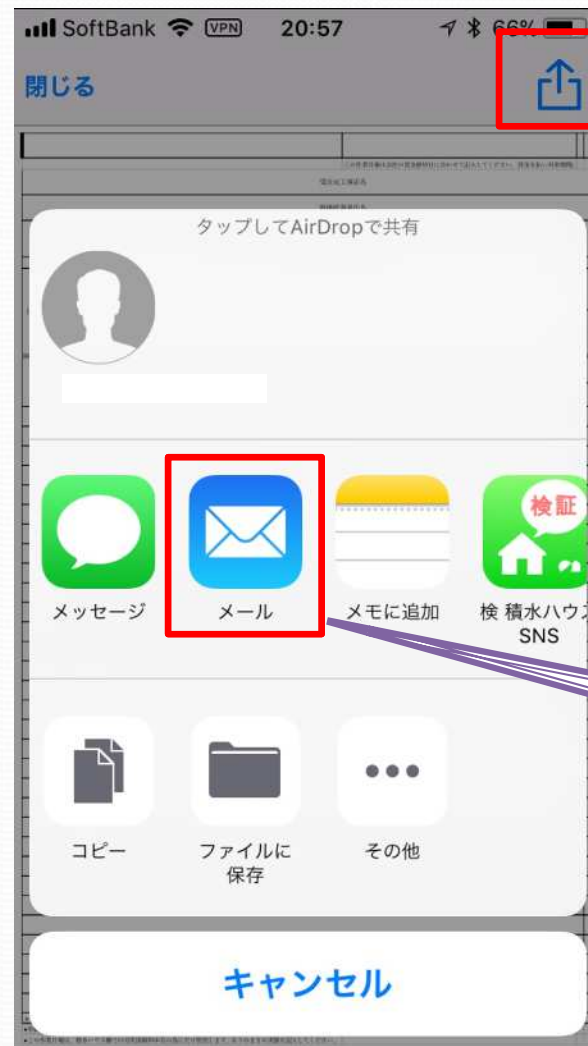 SoftBank VPN 20:57 66%
閉じる
タップしてAirDropで共有
検証
メッセージ メール メモに追加 検 積水ハウス
SNS
コピー ファイルに その他
保存
キャンセル